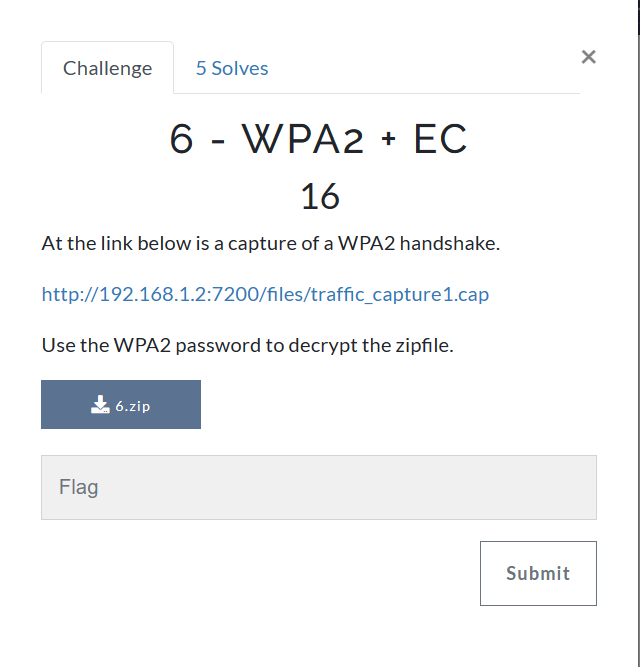 Challenge
5 Solves
×
6 - WPA2 + EC
16
At the link below is a capture of a WPA2 handshake.
http://192.168.1.2:7200/files/traffic_capture1.cap
Use the WPA2 password to decrypt the zipfile.
6.zip
Flag
Submit